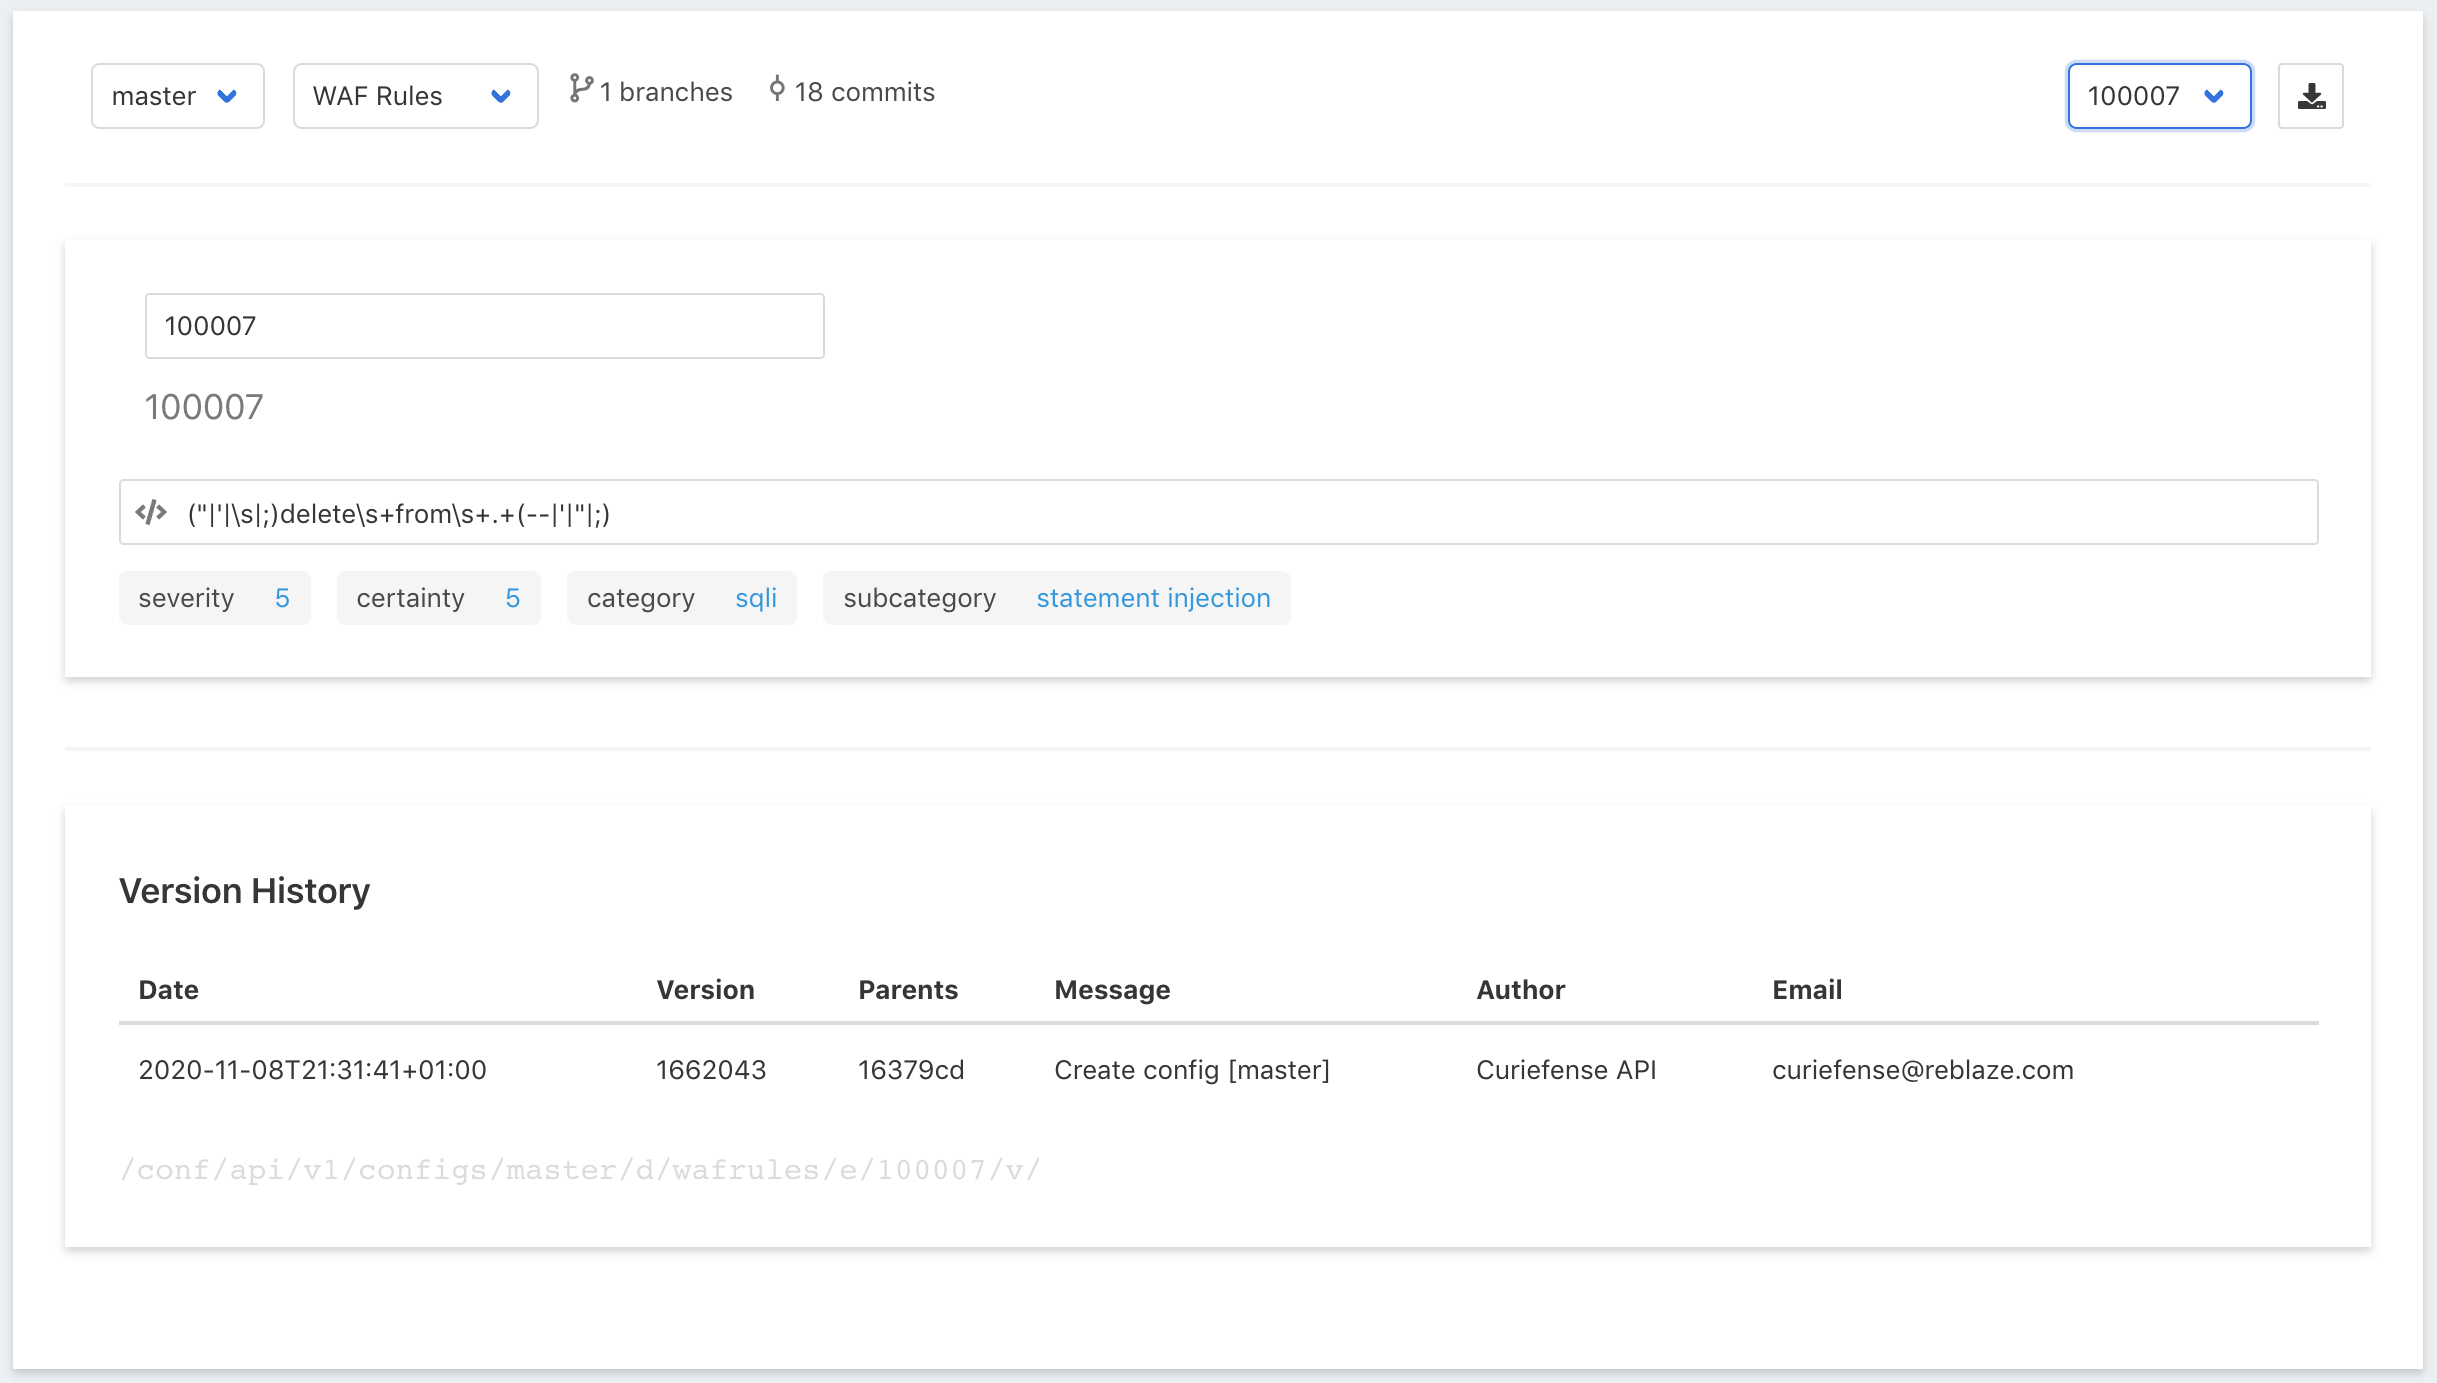 master WAF Rules 1 branches 18 commits 100007
100007
100007
("|'|\s|;)delete\s+from\s+.+(--|'|"|;)
severity 5 certainty 5 category sqli subcategory statement injection
Version History
Date Version Parents Message Author Email
2020-11-08T21:31:41+01:00 1662043 16379cd Create config [master] Curiefense API curiefense@reblaze.com
/conf/api/v1/configs/master/d/wafrules/e/100007/v/